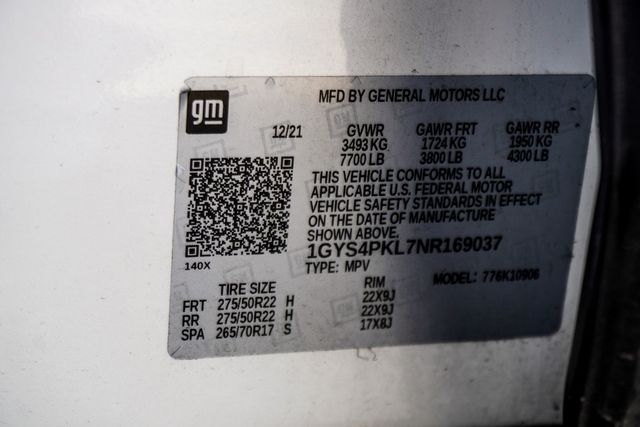 gm
MFD BY GENERAL MOTORS LLC
12/21 GVWR GAWR FRT GAWR RR
3493 KG 1724 KG 1950 KG
7700 LB 3800 LB 4300 LB
THIS VEHICLE CONFORMS TO ALL
APPLICABLE U.S. FEDERAL MOTOR
VEHICLE SAFETY STANDARDS IN EFFECT
ON THE DATE OF MANUFACTURE
SHOWN ABOVE.
1GYS4PKL7NR169037
140X
TYPE: MPV MODEL: 776K10906
TIRE SIZE RIM
FRT 275/50R22 H 22X9J
RR 275/50R22 H 22X9J
SPA 265/70R17 S 17X8J